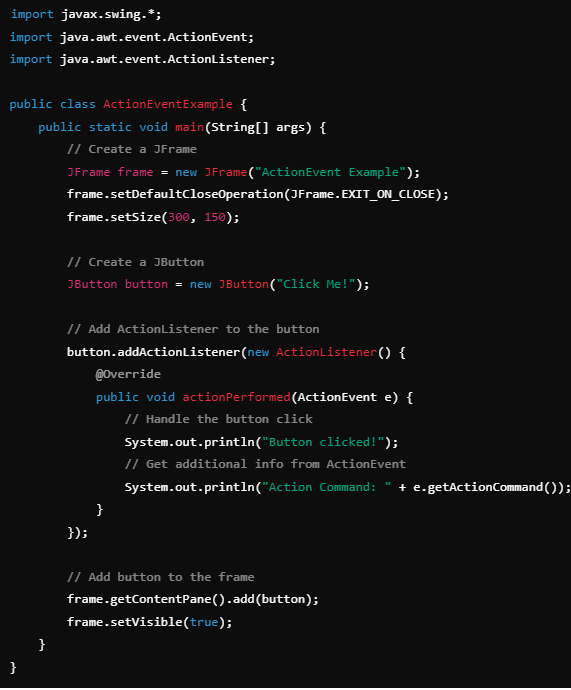 import javax.swing.*;
import java.awt.event.ActionEvent;
import java.awt.event.ActionListener;

public class ActionEventExample {
    public static void main(String[] args) {
        // Create a JFrame
        JFrame frame = new JFrame("ActionEvent Example");
        frame.setDefaultCloseOperation(JFrame.EXIT_ON_CLOSE);
        frame.setSize(300, 150);

        // Create a JButton
        JButton button = new JButton("Click Me!");

        // Add ActionListener to the button
        button.addActionListener(new ActionListener() {
            @Override
            public void actionPerformed(ActionEvent e) {
                // Handle the button click
                System.out.println("Button clicked!");
                // Get additional info from ActionEvent
                System.out.println("Action Command: " + e.getActionCommand());
            }
        });

        // Add button to the frame
        frame.getContentPane().add(button);
        frame.setVisible(true);
    }
}